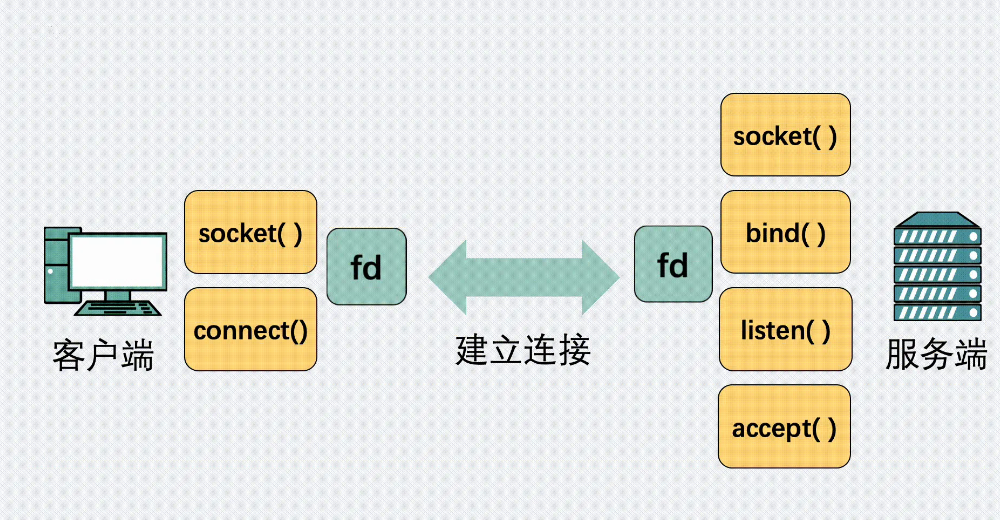 socket( )
connect()
fd
客户端
建立连接
fd
socket( )
bind( )
listen( )
accept( )
服务端